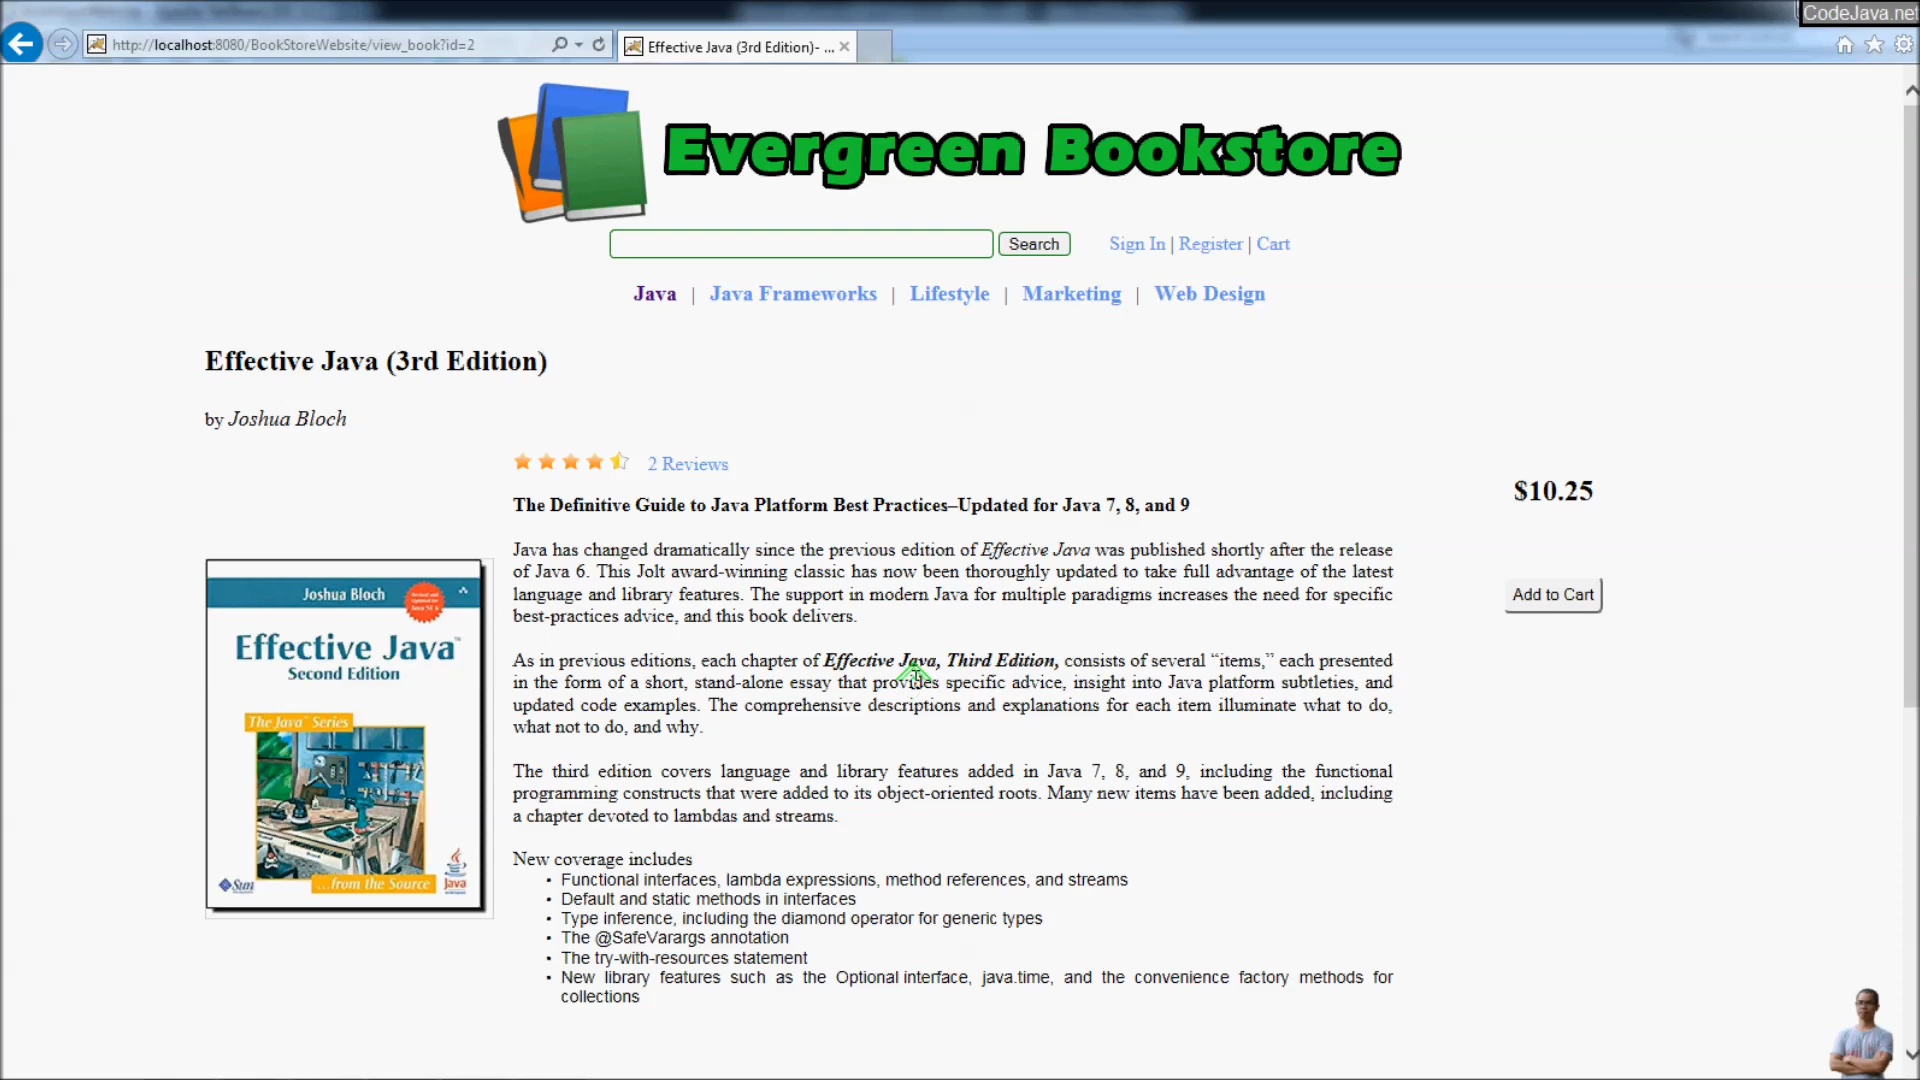 CodeJava.net
http://localhost:8080/BookStoreWebsite/view_book?id=2
Effective Java (3rd Edition)- ...
Evergreen Bookstore
Search
Sign In | Register | Cart
Java | Java Frameworks | Lifestyle | Marketing | Web Design
Effective Java (3rd Edition)
by Joshua Bloch
2 Reviews
The Definitive Guide to Java Platform Best Practices–Updated for Java 7, 8, and 9
$10.25
Java has changed dramatically since the previous edition of Effective Java was published shortly after the release
of Java 6. This Jolt award-winning classic has now been thoroughly updated to take full advantage of the latest
language and library features. The support in modern Java for multiple paradigms increases the need for specific
best-practices advice, and this book delivers.
Add to Cart
As in previous editions, each chapter of Effective Java, Third Edition, consists of several “items,” each presented
in the form of a short, stand-alone essay that provides specific advice, insight into Java platform subtleties, and
updated code examples. The comprehensive descriptions and explanations for each item illuminate what to do,
what not to do, and why.
The third edition covers language and library features added in Java 7, 8, and 9, including the functional
programming constructs that were added to its object-oriented roots. Many new items have been added, including
a chapter devoted to lambdas and streams.
New coverage includes
• Functional interfaces, lambda expressions, method references, and streams
• Default and static methods in interfaces
• Type inference, including the diamond operator for generic types
• The @SafeVarargs annotation
• The try-with-resources statement
• New library features such as the Optional interface, java.time, and the convenience factory methods for
collections
Joshua Bloch
Revised and
Updated for
Java SE 6
Effective Java™
Second Edition
The Java™ Series
Sun
...from the Source
Java